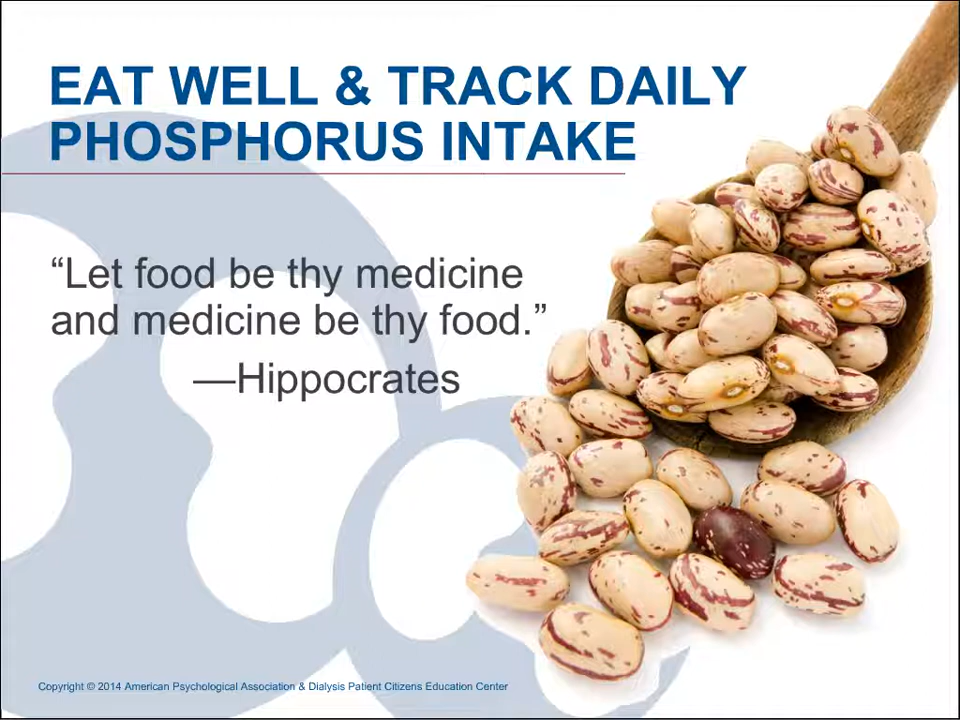 EAT WELL & TRACK DAILY
PHOSPHORUS INTAKE
“Let food be thy medicine
and medicine be thy food.”
—Hippocrates
Copyright © 2014 American Psychological Association & Dialysis Patient Citizens Education Center